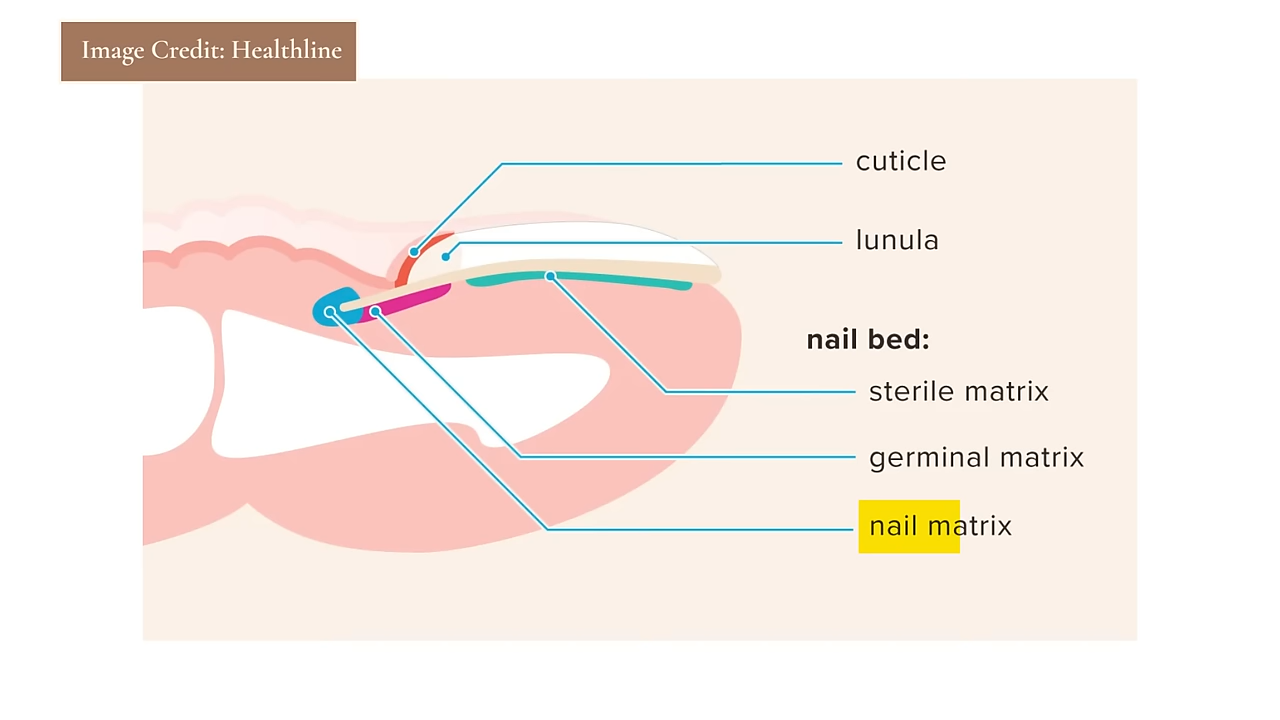 Image Credit: Healthline
cuticle
lunula
nail bed:
sterile matrix
germinal matrix
nail matrix